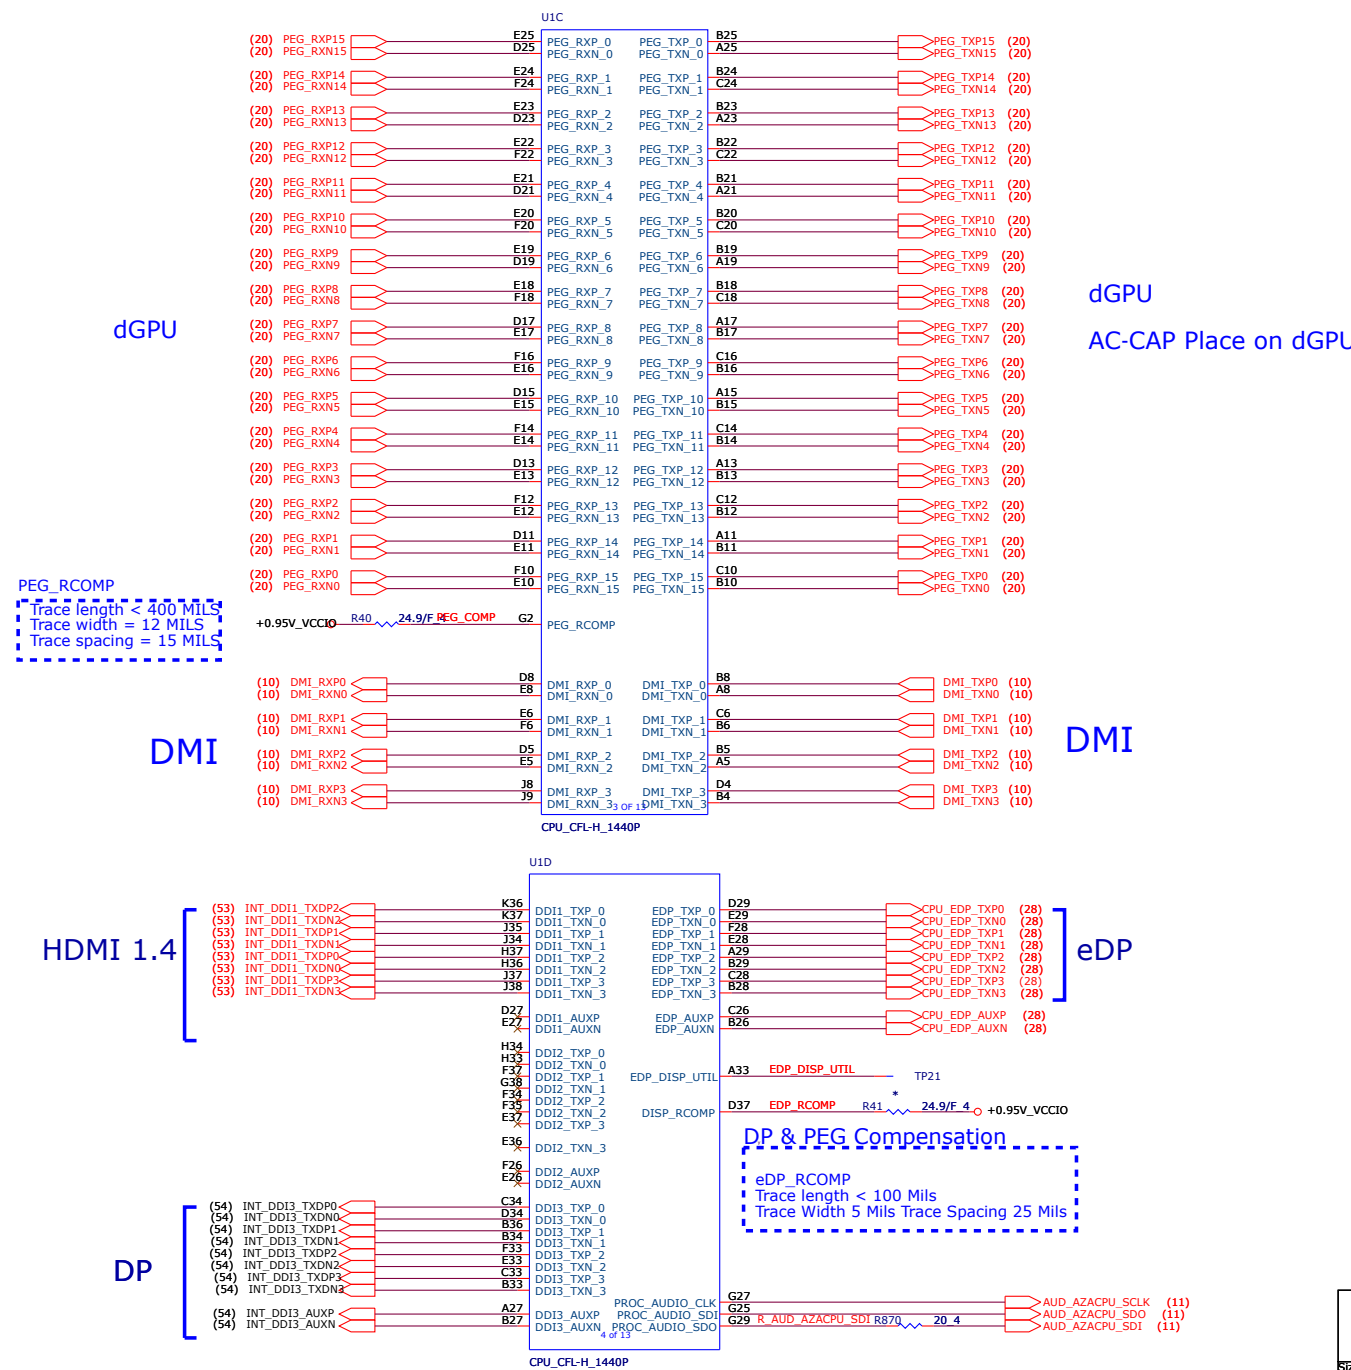 U1C
(20) PEG_RXP15 E25 PEG_RXP_0 PEG_TXP_0 B25 PEG_TXP15 (20)
(20) PEG_RXN15 D25 PEG_RXN_0 PEG_TXN_0 A25 PEG_TXN15 (20)
(20) PEG_RXP14 E24 PEG_RXP_1 PEG_TXP_1 B24 PEG_TXP14 (20)
(20) PEG_RXN14 F24 PEG_RXN_1 PEG_TXN_1 C24 PEG_TXN14 (20)
(20) PEG_RXP13 E23 PEG_RXP_2 PEG_TXP_2 B23 PEG_TXP13 (20)
(20) PEG_RXN13 D23 PEG_RXN_2 PEG_TXN_2 A23 PEG_TXN13 (20)
(20) PEG_RXP12 E22 PEG_RXP_3 PEG_TXP_3 B22 PEG_TXP12 (20)
(20) PEG_RXN12 F22 PEG_RXN_3 PEG_TXN_3 C22 PEG_TXN12 (20)
(20) PEG_RXP11 E21 PEG_RXP_4 PEG_TXP_4 B21 PEG_TXP11 (20)
(20) PEG_RXN11 D21 PEG_RXN_4 PEG_TXN_4 A21 PEG_TXN11 (20)
(20) PEG_RXP10 E20 PEG_RXP_5 PEG_TXP_5 B20 PEG_TXP10 (20)
(20) PEG_RXN10 F20 PEG_RXN_5 PEG_TXN_5 C20 PEG_TXN10 (20)
(20) PEG_RXP9 E19 PEG_RXP_6 PEG_TXP_6 B19 PEG_TXP9 (20)
(20) PEG_RXN9 D19 PEG_RXN_6 PEG_TXN_6 A19 PEG_TXN9 (20)
(20) PEG_RXP8 E18 PEG_RXP_7 PEG_TXP_7 B18 PEG_TXP8 (20)
(20) PEG_RXN8 F18 PEG_RXN_7 PEG_TXN_7 C18 PEG_TXN8 (20)
dGPU
dGPU
AC-CAP Place on dGPU
(20) PEG_RXP7 D17 PEG_RXP_8 PEG_TXP_8 A17 PEG_TXP7 (20)
(20) PEG_RXN7 E17 PEG_RXN_8 PEG_TXN_8 B17 PEG_TXN7 (20)
(20) PEG_RXP6 F16 PEG_RXP_9 PEG_TXP_9 C16 PEG_TXP6 (20)
(20) PEG_RXN6 E16 PEG_RXN_9 PEG_TXN_9 B16 PEG_TXN6 (20)
(20) PEG_RXP5 D15 PEG_RXP_10 PEG_TXP_10 A15 PEG_TXP5 (20)
(20) PEG_RXN5 E15 PEG_RXN_10 PEG_TXN_10 B15 PEG_TXN5 (20)
(20) PEG_RXP4 F14 PEG_RXP_11 PEG_TXP_11 C14 PEG_TXP4 (20)
(20) PEG_RXN4 E14 PEG_RXN_11 PEG_TXN_11 B14 PEG_TXN4 (20)
(20) PEG_RXP3 D13 PEG_RXP_12 PEG_TXP_12 A13 PEG_TXP3 (20)
(20) PEG_RXN3 E13 PEG_RXN_12 PEG_TXN_12 B13 PEG_TXN3 (20)
(20) PEG_RXP2 F12 PEG_RXP_13 PEG_TXP_13 C12 PEG_TXP2 (20)
(20) PEG_RXN2 E12 PEG_RXN_13 PEG_TXN_13 B12 PEG_TXN2 (20)
(20) PEG_RXP1 D11 PEG_RXP_14 PEG_TXP_14 A11 PEG_TXP1 (20)
(20) PEG_RXN1 E11 PEG_RXN_14 PEG_TXN_14 B11 PEG_TXN1 (20)
(20) PEG_RXP0 F10 PEG_RXP_15 PEG_TXP_15 C10 PEG_TXP0 (20)
(20) PEG_RXN0 E10 PEG_RXN_15 PEG_TXN_15 B10 PEG_TXN0 (20)
PEG_RCOMP
Trace length < 400 MILS
Trace width = 12 MILS
Trace spacing = 15 MILS
+0.95V_VCCIO R40 24.9/F_4 PEG_COMP G2 PEG_RCOMP
(10) DMI_RXP0 D8 DMI_RXP_0 DMI_TXP_0 B8 DMI_TXP0 (10)
(10) DMI_RXN0 E8 DMI_RXN_0 DMI_TXN_0 A8 DMI_TXN0 (10)
(10) DMI_RXP1 E6 DMI_RXP_1 DMI_TXP_1 C6 DMI_TXP1 (10)
(10) DMI_RXN1 F6 DMI_RXN_1 DMI_TXN_1 B6 DMI_TXN1 (10)
DMI
DMI
(10) DMI_RXP2 D5 DMI_RXP_2 DMI_TXP_2 B5 DMI_TXP2 (10)
(10) DMI_RXN2 E5 DMI_RXN_2 DMI_TXN_2 A5 DMI_TXN2 (10)
(10) DMI_RXP3 J8 DMI_RXP_3 DMI_TXP_3 D4 DMI_TXP3 (10)
(10) DMI_RXN3 J9 DMI_RXN_3 3 OF 13 DMI_TXN_3 B4 DMI_TXN3 (10)
CPU_CFL-H_1440P
U1D
(53) INT_DDI1_TXDP2 K36 DDI1_TXP_0 EDP_TXP_0 D29 CPU_EDP_TXP0 (28)
(53) INT_DDI1_TXDN2 K37 DDI1_TXN_0 EDP_TXN_0 E29 CPU_EDP_TXN0 (28)
(53) INT_DDI1_TXDP1 J35 DDI1_TXP_1 EDP_TXP_1 F28 CPU_EDP_TXP1 (28)
(53) INT_DDI1_TXDN1 J34 DDI1_TXN_1 EDP_TXN_1 E28 CPU_EDP_TXN1 (28)
HDMI 1.4
eDP
(53) INT_DDI1_TXDP0 H37 DDI1_TXP_2 EDP_TXP_2 A29 CPU_EDP_TXP2 (28)
(53) INT_DDI1_TXDN0 H36 DDI1_TXN_2 EDP_TXN_2 B29 CPU_EDP_TXN2 (28)
(53) INT_DDI1_TXDP3 J37 DDI1_TXP_3 EDP_TXP_3 C28 CPU_EDP_TXP3 (28)
(53) INT_DDI1_TXDN3 J38 DDI1_TXN_3 EDP_TXN_3 B28 CPU_EDP_TXN3 (28)
D27 DDI1_AUXP EDP_AUXP C26 CPU_EDP_AUXP (28)
E27 DDI1_AUXN EDP_AUXN B26 CPU_EDP_AUXN (28)
H34 DDI2_TXP_0
H33 DDI2_TXN_0
F37 DDI2_TXP_1 EDP_DISP_UTIL A33 EDP_DISP_UTIL TP21
G38 DDI2_TXN_1
F34 DDI2_TXP_2 *
F35 DDI2_TXN_2 DISP_RCOMP D37 EDP_RCOMP R41 24.9/F_4 +0.95V_VCCIO
E37 DDI2_TXP_3
E36 DDI2_TXN_3
F26 DDI2_AUXP
E26 DDI2_AUXN
DP & PEG Compensation
eDP_RCOMP
Trace length < 100 Mils
Trace Width 5 Mils Trace Spacing 25 Mils
(54) INT_DDI3_TXDP0 C34 DDI3_TXP_0
(54) INT_DDI3_TXDN0 D34 DDI3_TXN_0
(54) INT_DDI3_TXDP1 B36 DDI3_TXP_1
(54) INT_DDI3_TXDN1 B34 DDI3_TXN_1
(54) INT_DDI3_TXDP2 F33 DDI3_TXP_2
(54) INT_DDI3_TXDN2 E33 DDI3_TXN_2
DP
(54) INT_DDI3_TXDP3 C33 DDI3_TXP_3
(54) INT_DDI3_TXDN3 B33 DDI3_TXN_3
PROC_AUDIO_CLK G27 AUD_AZACPU_SCLK (11)
(54) INT_DDI3_AUXP A27 DDI3_AUXP PROC_AUDIO_SDI G25 AUD_AZACPU_SDO (11)
(54) INT_DDI3_AUXN B27 DDI3_AUXN PROC_AUDIO_SDO G29 R_AUD_AZACPU_SDI R870 20_4 AUD_AZACPU_SDI (11)
4 of 13
CPU_CFL-H_1440P